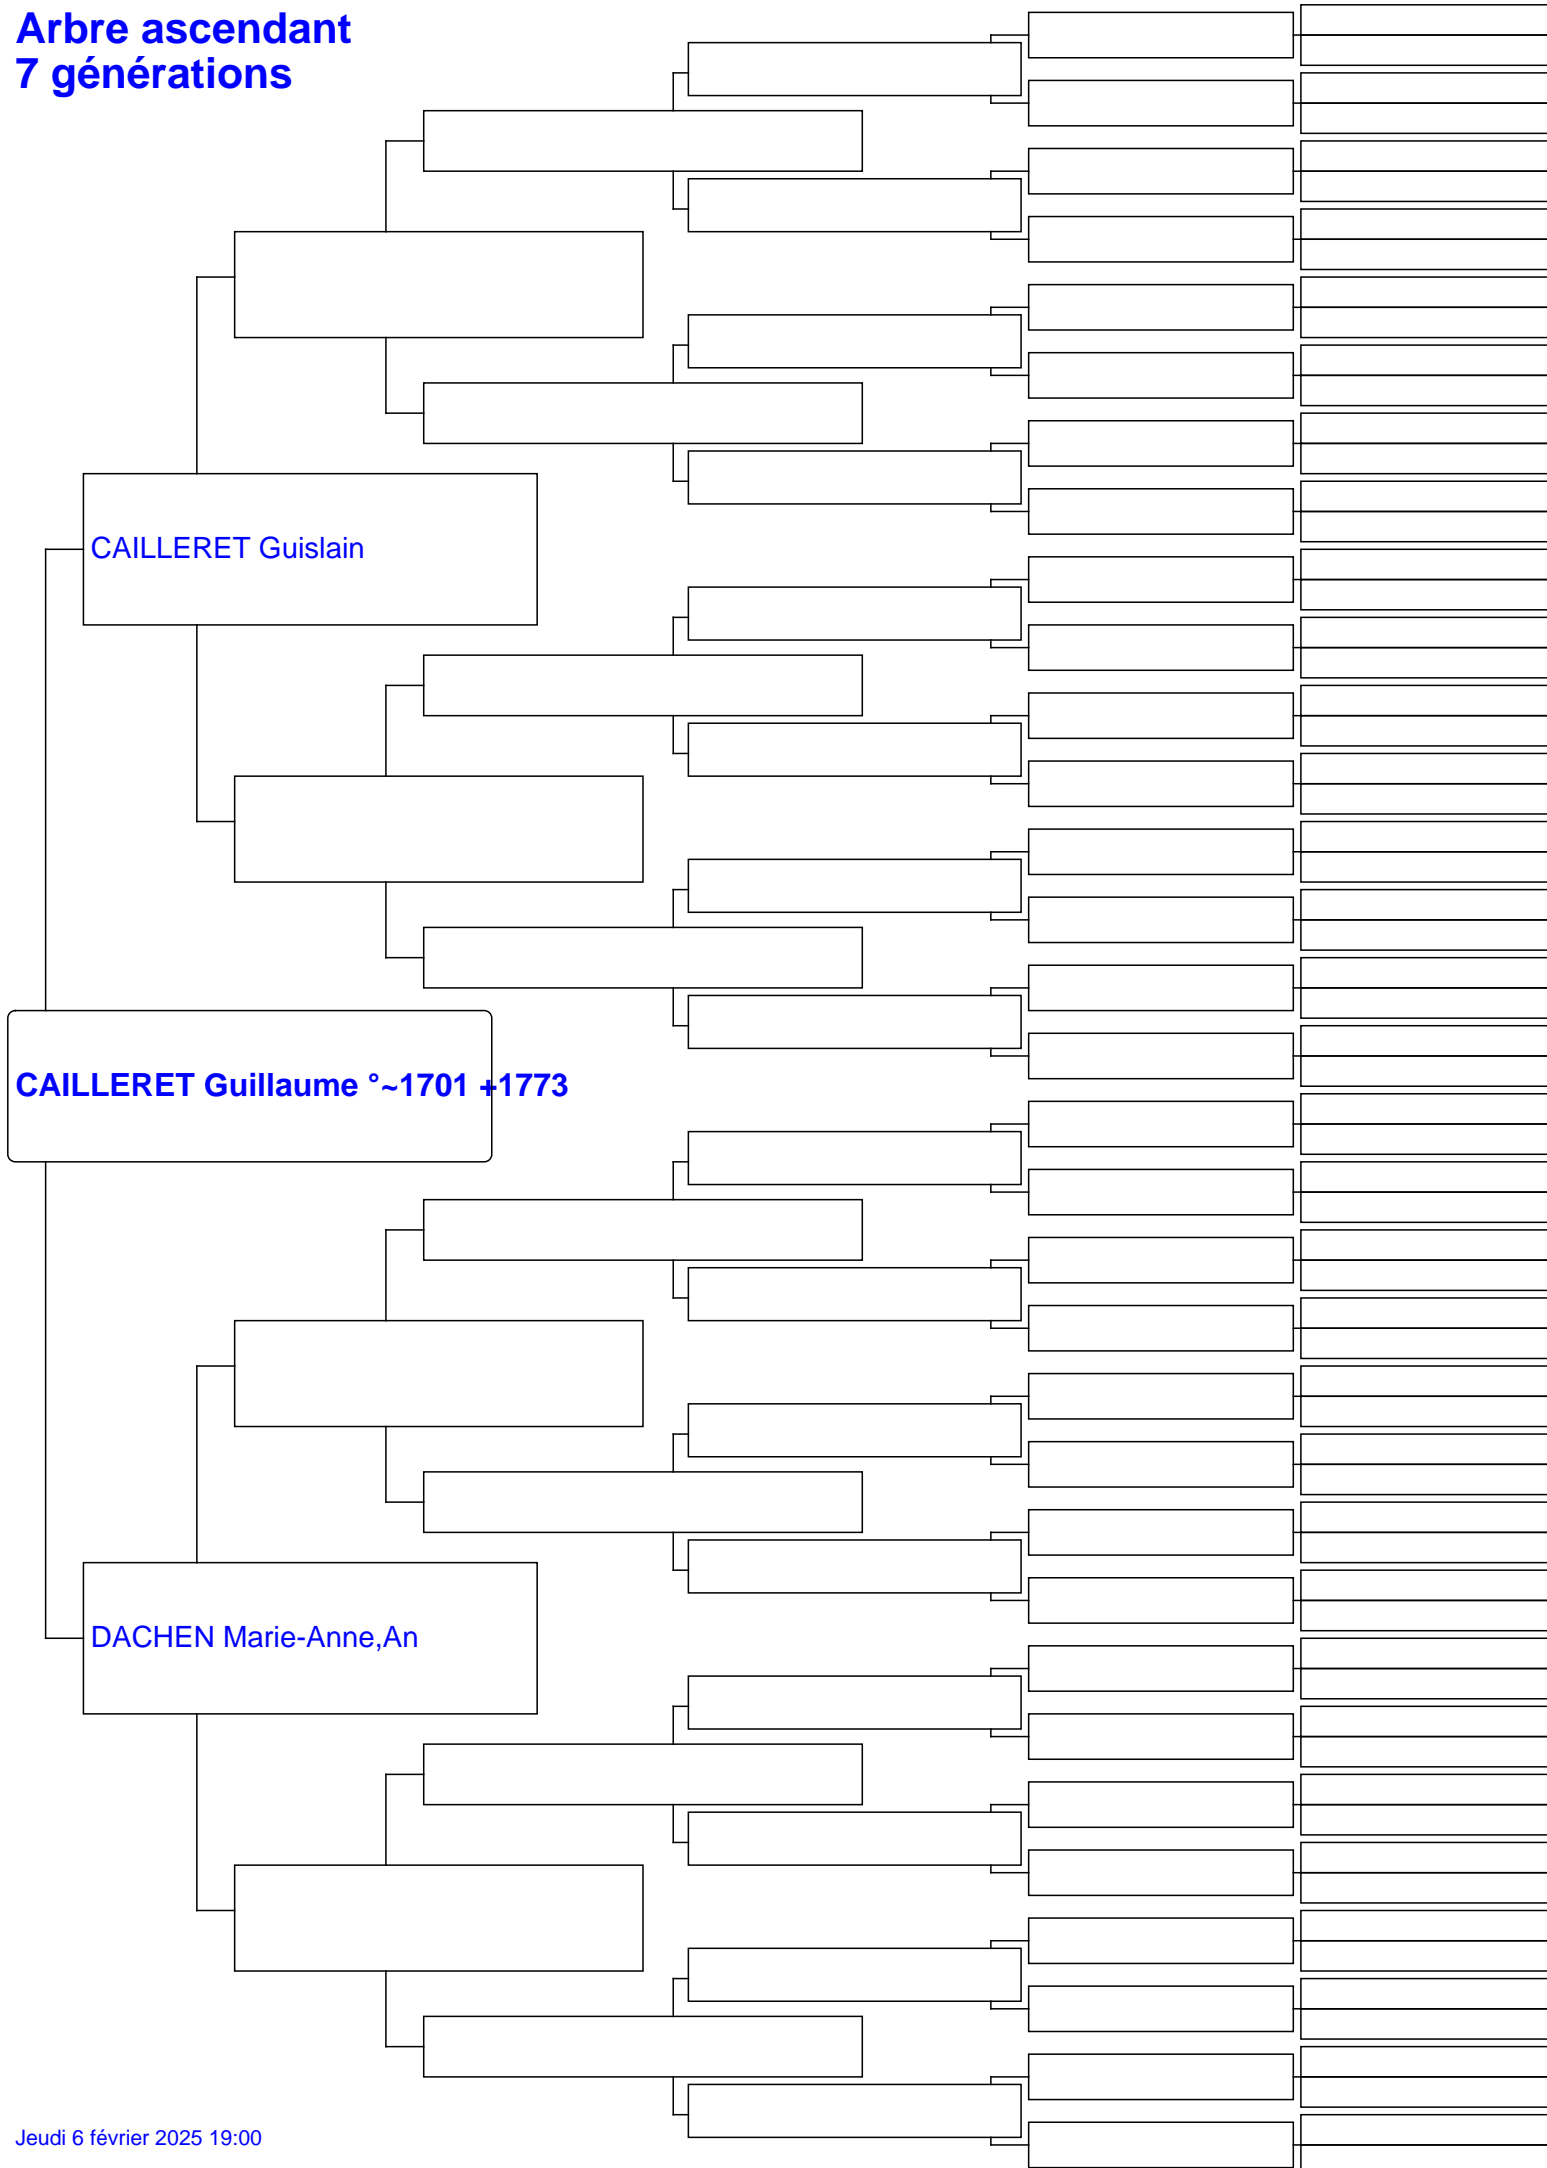 Arbre ascendant
7 générations
CAILLERET Guislain
CAILLERET Guillaume °~1701 +1773
DACHEN Marie-Anne,An
Jeudi 6 février 2025 19:00